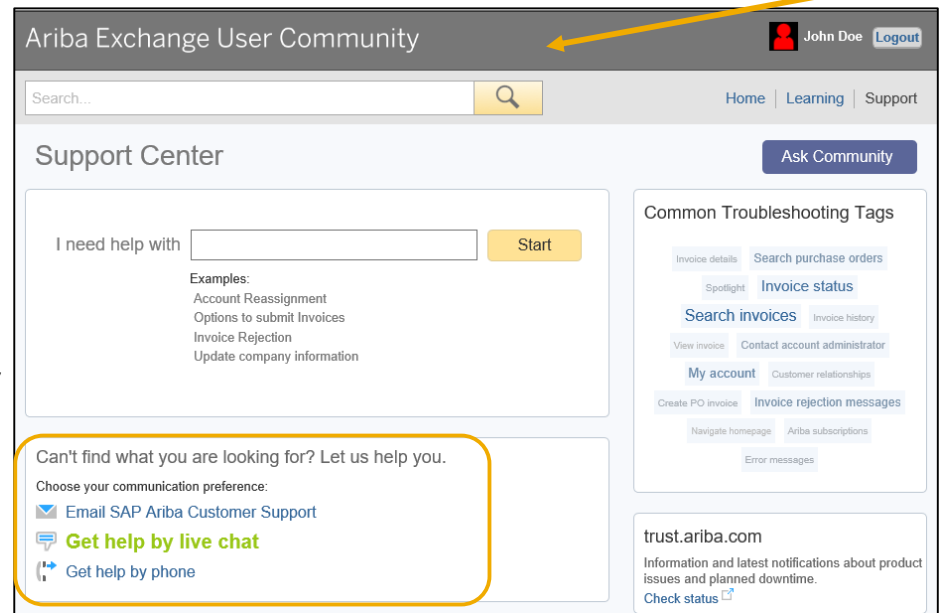 Ariba Exchange User Community
John Doe Logout
Search...
Home | Learning | Support
Support Center
Ask Community
I need help with
Start
Examples:
Account Reassignment
Options to submit Invoices
Invoice Rejection
Update company information
Common Troubleshooting Tags
Invoice details Search purchase orders
Spotlight Invoice status
Search invoices Invoice history
View invoice Contact account administrator
My account Customer relationships
Create PO invoice Invoice rejection messages
Navigate homepage Ariba subscriptions
Error messages
Can't find what you are looking for? Let us help you.
Choose your communication preference:
Email SAP Ariba Customer Support
Get help by live chat
Get help by phone
trust.ariba.com
Information and latest notifications about product
issues and planned downtime.
Check status